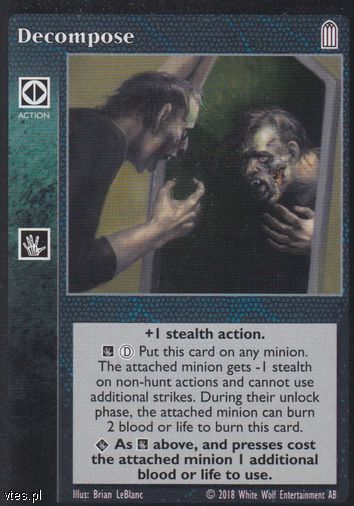 Decompose
ACTION
+1 stealth action.
D Put this card on any minion.
The attached minion gets -1 stealth
on non-hunt actions and cannot use
additional strikes. During their unlock
phase, the attached minion can burn
2 blood or life to burn this card.
As above, and presses cost
the attached minion 1 additional
blood or life to use.
Illus: Brian LeBlanc © 2018 White Wolf Entertainment AB
vtes.pl